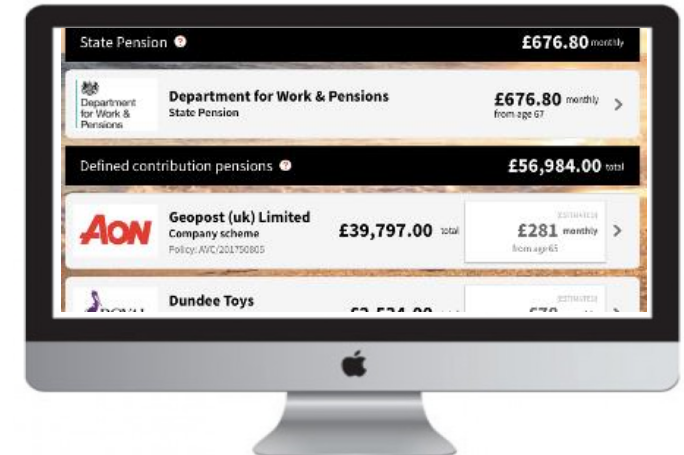 State Pension ? £676.80 monthly
Department for Work & Pensions
Department for Work & Pensions £676.80 monthly
State Pension from age 67
Defined contribution pensions ? £56,984.00 total
Geopost (uk) Limited [ESTIMATED]
AON Company scheme £39,797.00 total £281 monthly
Policy: AVC/201750805 from age 65
Dundee Toys [ESTIMATED]